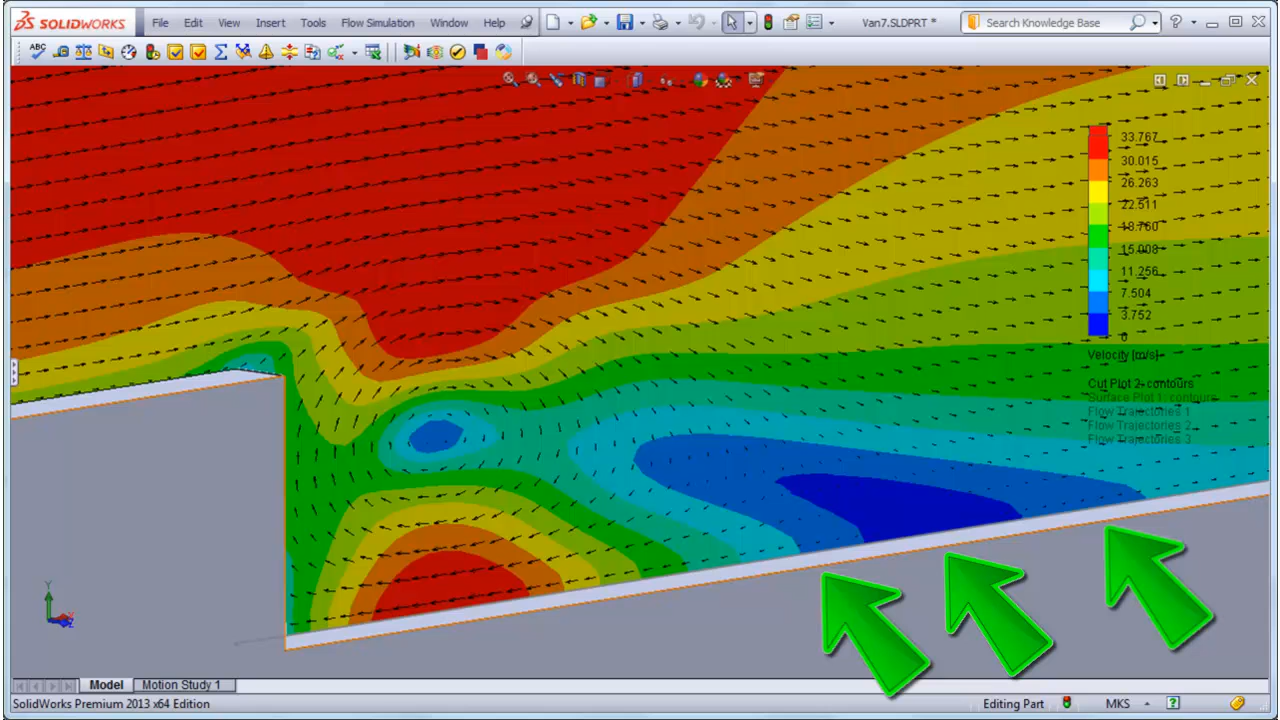 SOLIDWORKS File Edit View Insert Tools Flow Simulation Window Help Van7.SLDPRT * Search Knowledge Base
ABC
33.767
30.015
26.263
22.511
18.760
15.008
11.256
7.504
3.752
0
Velocity [m/s]
Cut Plot 2: contours
Surface Plot 1: contours
Flow Trajectories 1
Flow Trajectories 2
Flow Trajectories 3
Y
X
Z
Model Motion Study 1
SolidWorks Premium 2013 x64 Edition Editing Part MKS